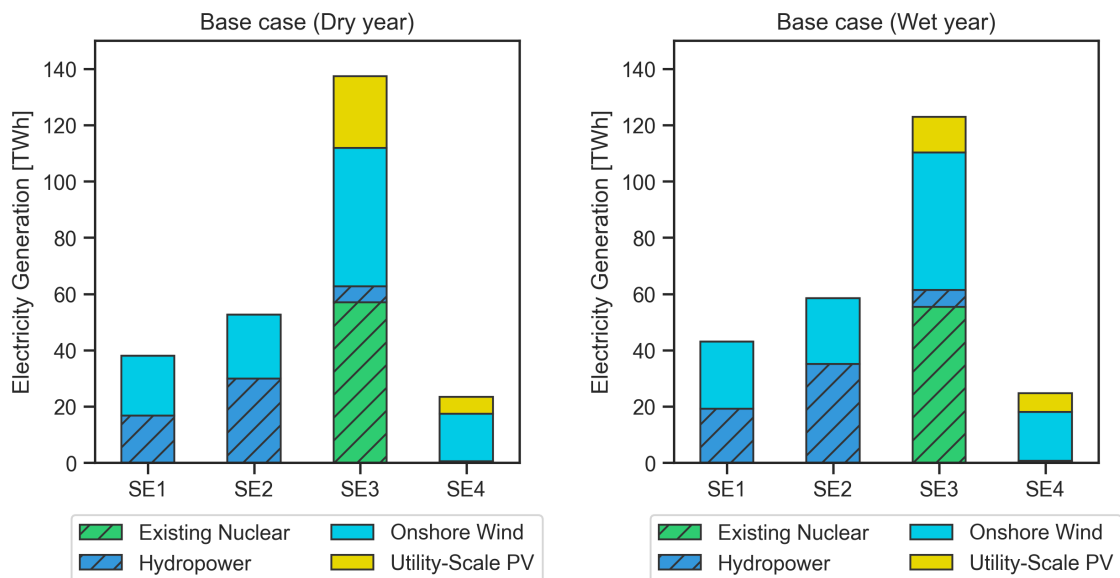 Base case (Dry year)
Electricity Generation [TWh]
140
120
100
80
60
40
20
0
SE1 SE2 SE3 SE4
Existing Nuclear Onshore Wind
Hydropower Utility-Scale PV
Base case (Wet year)
Electricity Generation [TWh]
140
120
100
80
60
40
20
0
SE1 SE2 SE3 SE4
Existing Nuclear Onshore Wind
Hydropower Utility-Scale PV